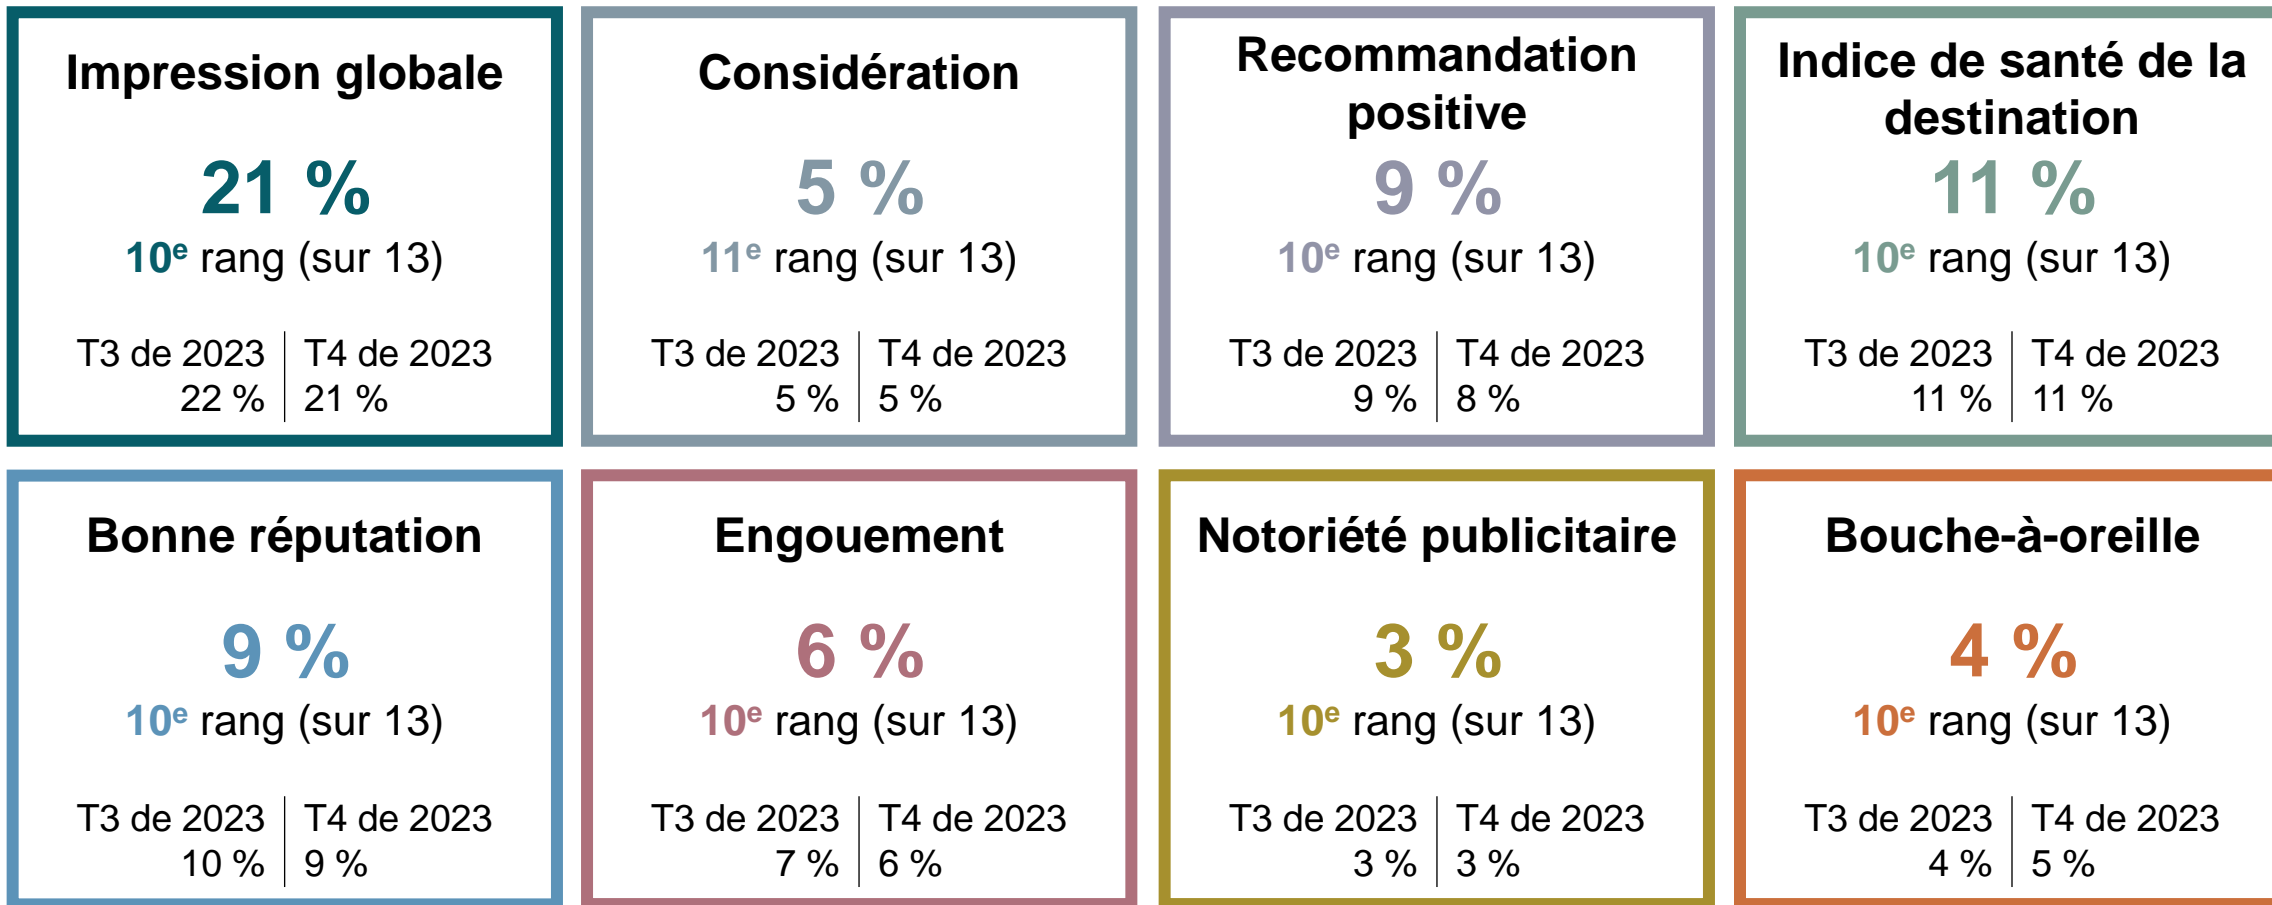 Impression globale
21 %
10e rang (sur 13)
T3 de 2023 T4 de 2023
22 % 21 %
Considération
5 %
11e rang (sur 13)
T3 de 2023 T4 de 2023
5 % 5 %
Recommandation
positive
9 %
10e rang (sur 13)
T3 de 2023 T4 de 2023
9 % 8 %
Indice de santé de la
destination
11 %
10e rang (sur 13)
T3 de 2023 T4 de 2023
11 % 11 %
Bonne réputation
9 %
10e rang (sur 13)
T3 de 2023 T4 de 2023
10 % 9 %
Engouement
6 %
10e rang (sur 13)
T3 de 2023 T4 de 2023
7 % 6 %
Notoriété publicitaire
3 %
10e rang (sur 13)
T3 de 2023 T4 de 2023
3 % 3 %
Bouche-à-oreille
4 %
10e rang (sur 13)
T3 de 2023 T4 de 2023
4 % 5 %